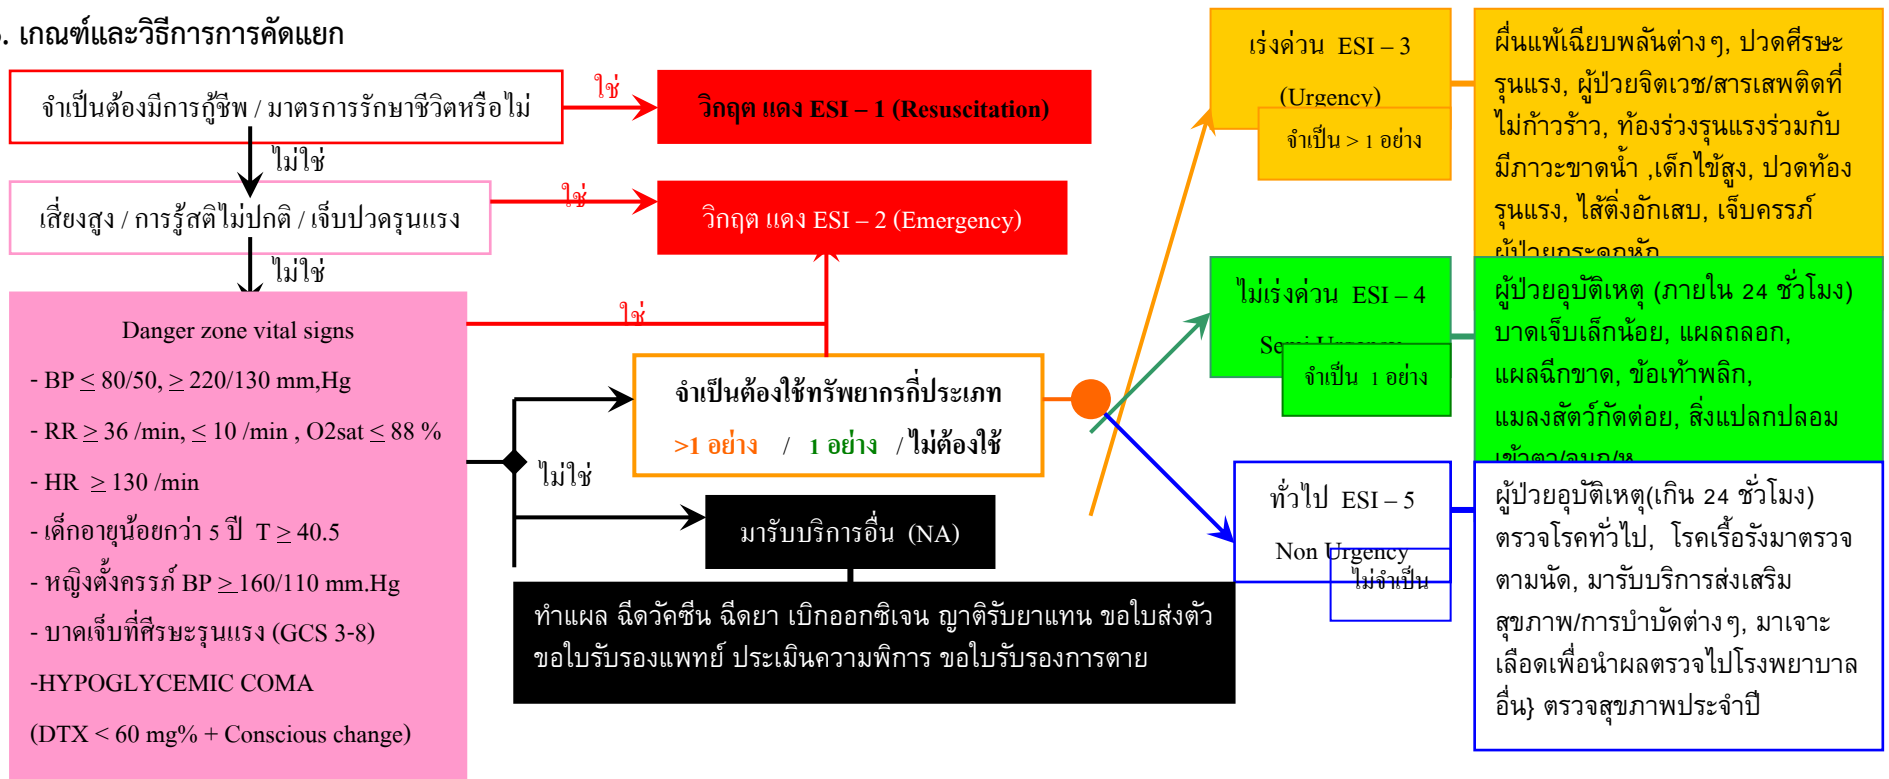 . เกณฑ์และวิธีการการคัดแยก
จำเป็นต้องมีการกู้ชีพ / มาตรการรักษาชีวิตหรือไม่
ใช่
วิกฤต แดง ESI – 1 (Resuscitation)
ไม่ใช่
เสี่ยงสูง / การรู้สติไม่ปกติ / เจ็บปวดรุนแรง
ใช่
วิกฤต แดง ESI – 2 (Emergency)
ไม่ใช่
Danger zone vital signs
- BP ≤ 80/50, ≥ 220/130 mm,Hg
- RR ≥ 36 /min, ≤ 10 /min , O2sat ≤ 88 %
- HR ≥ 130 /min
- เด็กอายุน้อยกว่า 5 ปี T ≥ 40.5
- หญิงตั้งครรภ์ BP ≥ 160/110 mm.Hg
- บาดเจ็บที่ศีรษะรุนแรง (GCS 3-8)
-HYPOGLYCEMIC COMA
(DTX < 60 mg% + Conscious change)
ใช่
ไม่ใช่
จำเป็นต้องใช้ทรัพยากรกี่ประเภท
>1 อย่าง / 1 อย่าง / ไม่ต้องใช้
มารับบริการอื่น (NA)
ทำแผล ฉีดวัคซีน ฉีดยา เบิกออกซิเจน ญาติรับยาแทน ขอใบส่งตัว
ขอใบรับรองแพทย์ ประเมินความพิการ ขอใบรับรองการตาย
เร่งด่วน ESI – 3
(Urgency)
จำเป็น > 1 อย่าง
ผื่นแพ้เฉียบพลันต่างๆ, ปวดศีรษะ
รุนแรง, ผู้ป่วยจิตเวช/สารเสพติดที่
ไม่ก้าวร้าว, ท้องร่วงรุนแรงร่วมกับ
มีภาวะขาดน้ำ ,เด็กไข้สูง, ปวดท้อง
รุนแรง, ไส้ติ่งอักเสบ, เจ็บครรภ์
ผู้ป่วยกระดูกหัก
ไม่เร่งด่วน ESI – 4
Semi Urgency
จำเป็น 1 อย่าง
ผู้ป่วยอุบัติเหตุ (ภายใน 24 ชั่วโมง)
บาดเจ็บเล็กน้อย, แผลถลอก,
แผลฉีกขาด, ข้อเท้าพลิก,
แมลงสัตว์กัดต่อย, สิ่งแปลกปลอม
เข้าตา/จมูก/หู
ทั่วไป ESI – 5
Non Urgency
ไม่จำเป็น
ผู้ป่วยอุบัติเหตุ(เกิน 24 ชั่วโมง)
ตรวจโรคทั่วไป, โรคเรื้อรังมาตรวจ
ตามนัด, มารับบริการส่งเสริม
สุขภาพ/การบำบัดต่างๆ, มาเจาะ
เลือดเพื่อนำผลตรวจไปโรงพยาบาล
อื่น} ตรวจสุขภาพประจำปี